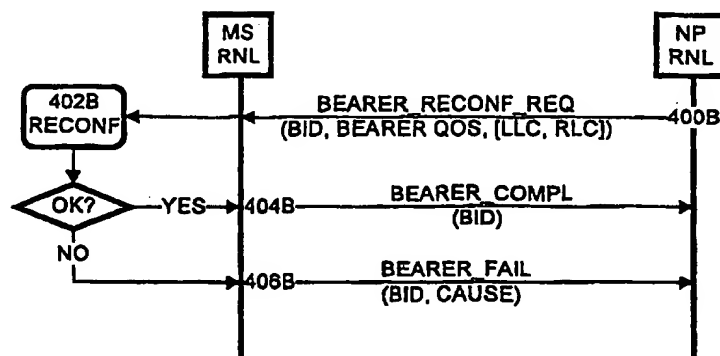 MS
RNL
NP
RNL
402B
RECONF
BEARER_RECONF_REQ
(BID, BEARER QOS, [LLC, RLC])
400B
OK?
YES
404B
BEARER_COMPL
(BID)
NO
406B
BEARER_FAIL
(BID, CAUSE)